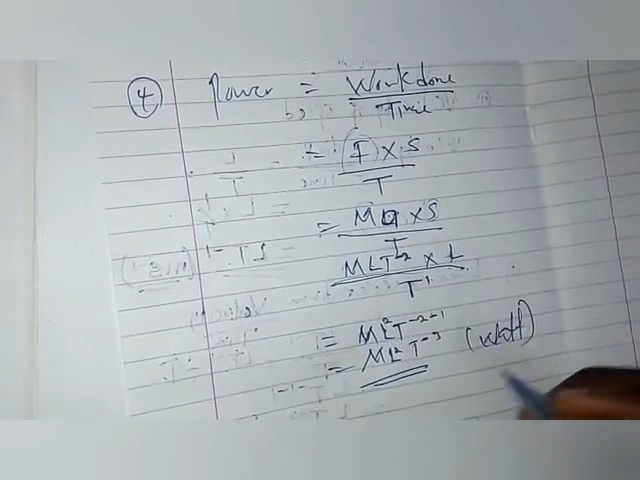 4 Power = Workdone / Time
= F × S / T
= Ma × S / T
MLT⁻² × L / T¹
= ML²T⁻²⁻¹
= ML²T⁻³ (Watt)